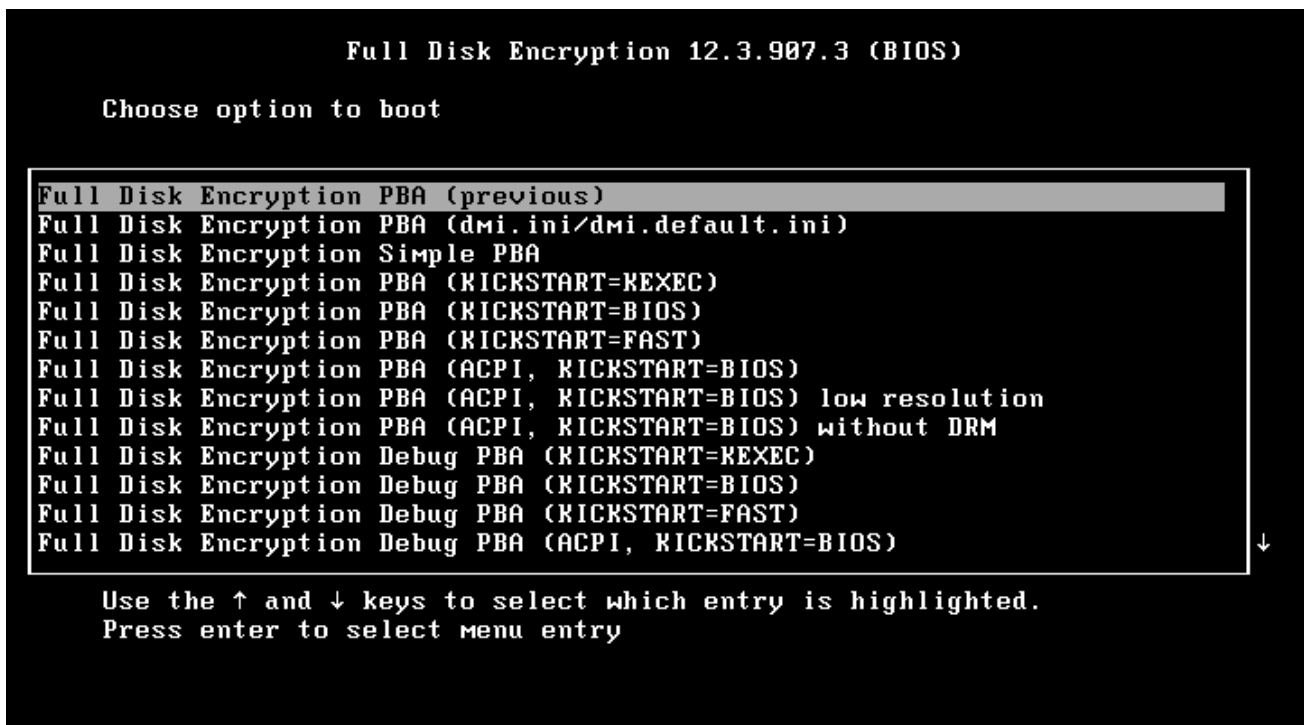 Full Disk Encryption 12.3.907.3 (BIOS)
Choose option to boot
Full Disk Encryption PBA (previous)
Full Disk Encryption PBA (dmi.ini/dmi.default.ini)
Full Disk Encryption Simple PBA
Full Disk Encryption PBA (KICKSTART=KEXEC)
Full Disk Encryption PBA (KICKSTART=BIOS)
Full Disk Encryption PBA (KICKSTART=FAST)
Full Disk Encryption PBA (ACPI, KICKSTART=BIOS)
Full Disk Encryption PBA (ACPI, KICKSTART=BIOS) low resolution
Full Disk Encryption PBA (ACPI, KICKSTART=BIOS) without DRM
Full Disk Encryption Debug PBA (KICKSTART=KEXEC)
Full Disk Encryption Debug PBA (KICKSTART=BIOS)
Full Disk Encryption Debug PBA (KICKSTART=FAST)
Full Disk Encryption Debug PBA (ACPI, KICKSTART=BIOS) ↓
Use the ↑ and ↓ keys to select which entry is highlighted.
Press enter to select menu entry